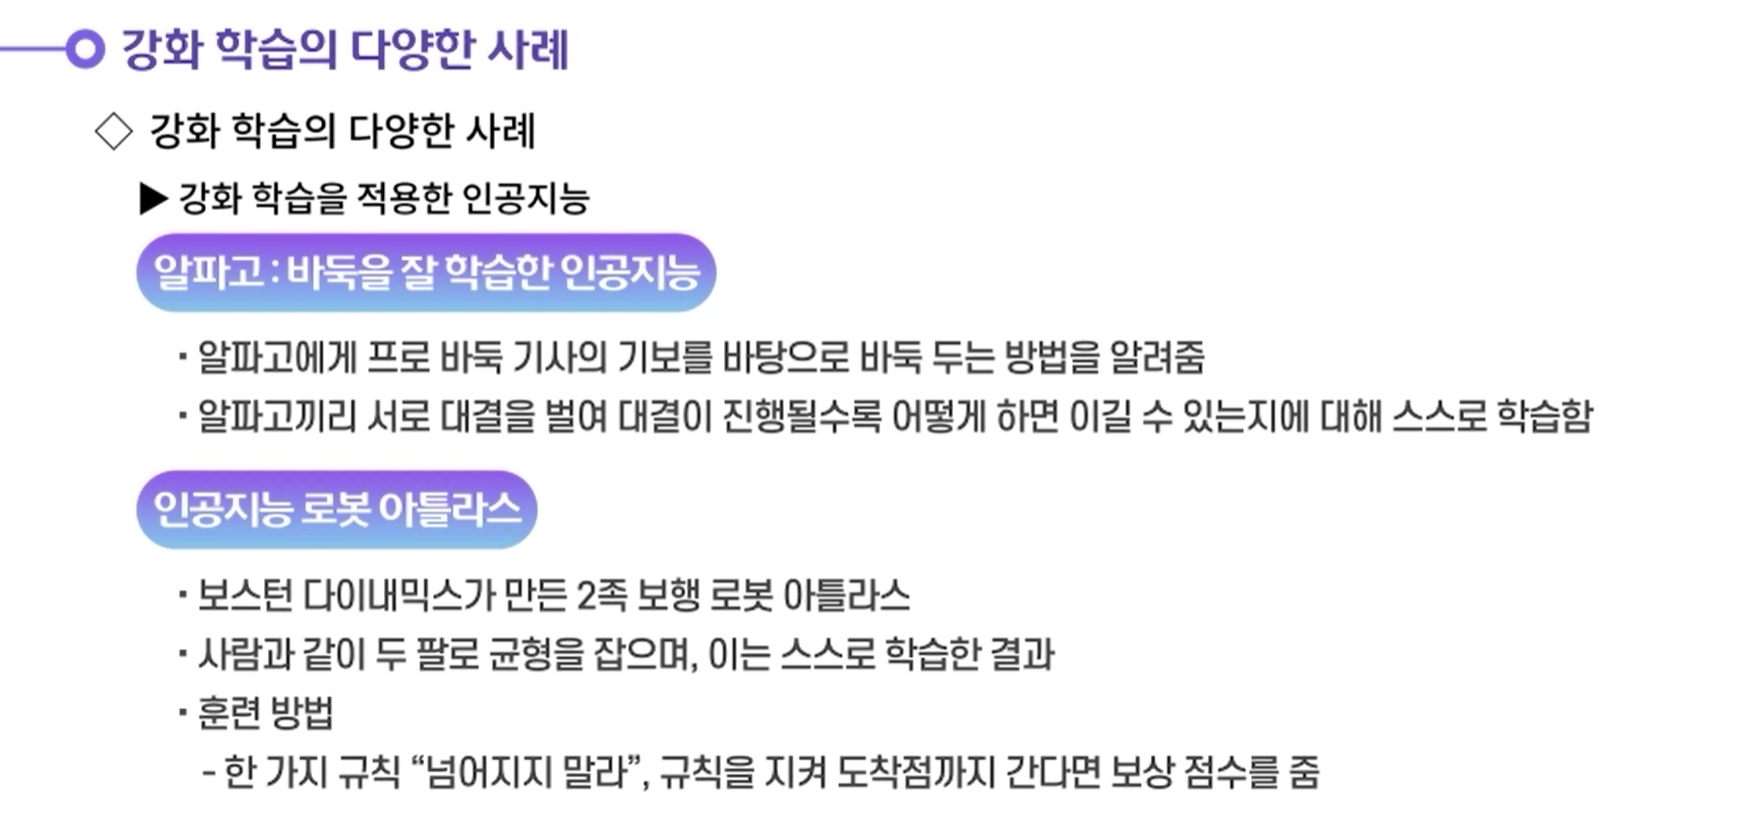 강화 학습의 다양한 사례
◇ 강화 학습의 다양한 사례
▶ 강화 학습을 적용한 인공지능
알파고 : 바둑을 잘 학습한 인공지능
· 알파고에게 프로 바둑 기사의 기보를 바탕으로 바둑 두는 방법을 알려줌
· 알파고끼리 서로 대결을 벌여 대결이 진행될수록 어떻게 하면 이길 수 있는지에 대해 스스로 학습함
인공지능 로봇 아틀라스
· 보스턴 다이내믹스가 만든 2족 보행 로봇 아틀라스
· 사람과 같이 두 팔로 균형을 잡으며, 이는 스스로 학습한 결과
· 훈련 방법
- 한 가지 규칙 “넘어지지 말라”, 규칙을 지켜 도착점까지 간다면 보상 점수를 줌